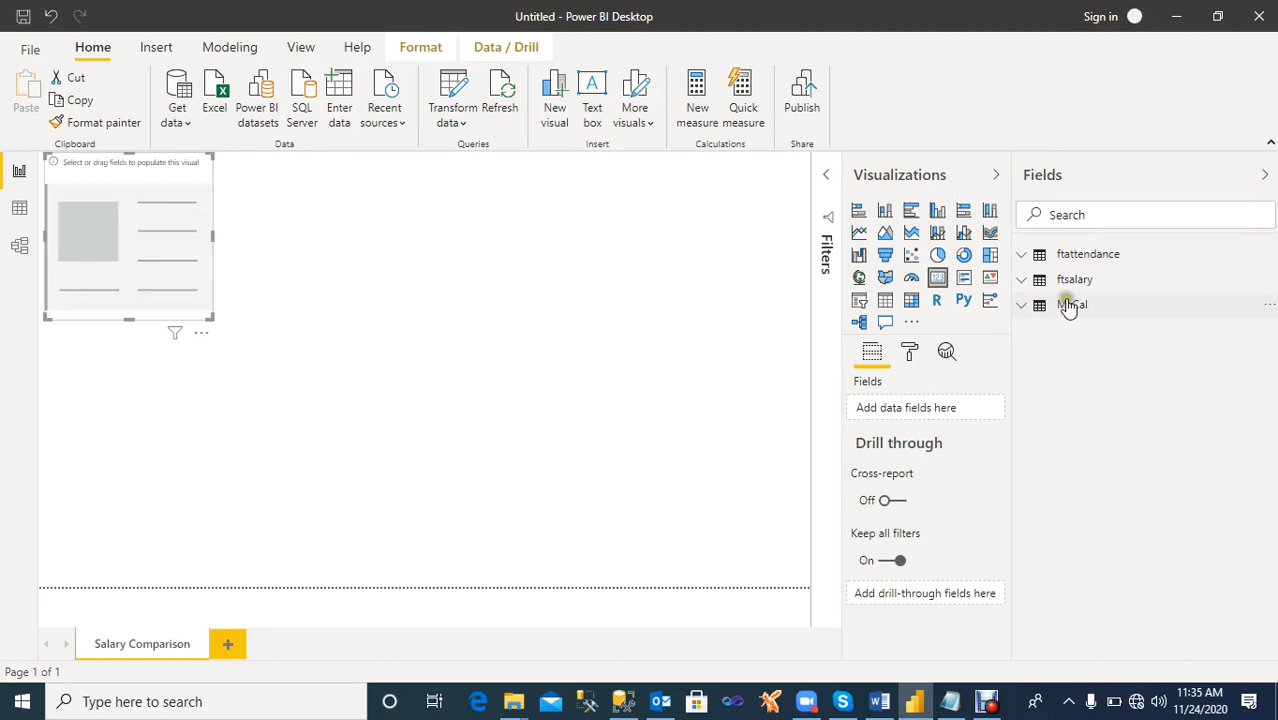 Untitled - Power BI Desktop
Sign in
File
Home
Insert
Modeling
View
Help
Format
Data / Drill
Paste
Cut
Copy
Format painter
Clipboard
Get data
Excel
Power BI datasets
SQL Server
Enter data
Recent sources
Data
Transform data
Refresh
Queries
New visual
Text box
More visuals
Insert
New measure
Quick measure
Calculations
Publish
Share
Select or drag fields to populate this visual
Filters
Visualizations
R
Py
123
Fields
Add data fields here
Drill through
Cross-report
Off
Keep all filters
On
Add drill-through fields here
Fields
Search
ftattendance
ftsalary
Salary Comparison
Page 1 of 1
Type here to search
11:35 AM
11/24/2020